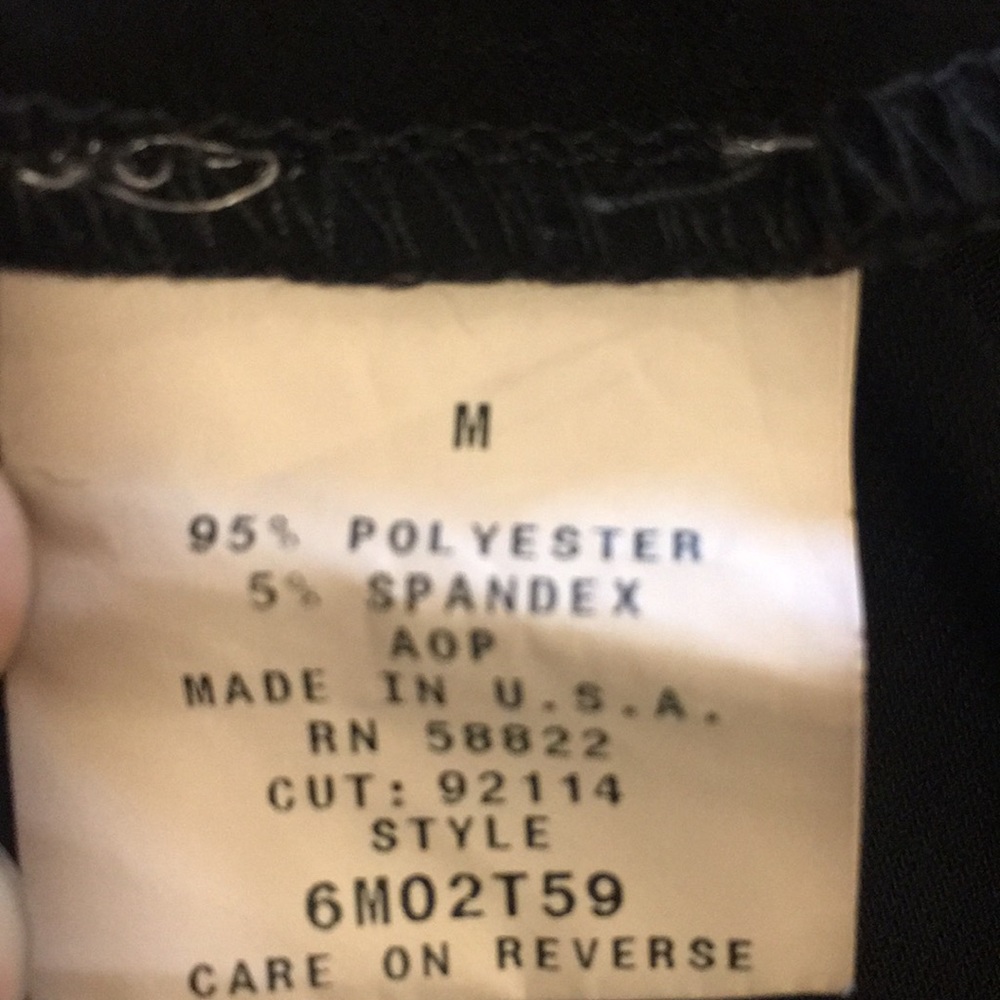 M
95% POLYESTER
5% SPANDEX
AOP
MADE IN U.S.A.
RN 58822
CUT: 92114
STYLE
6M02T59
CARE ON REVERSE